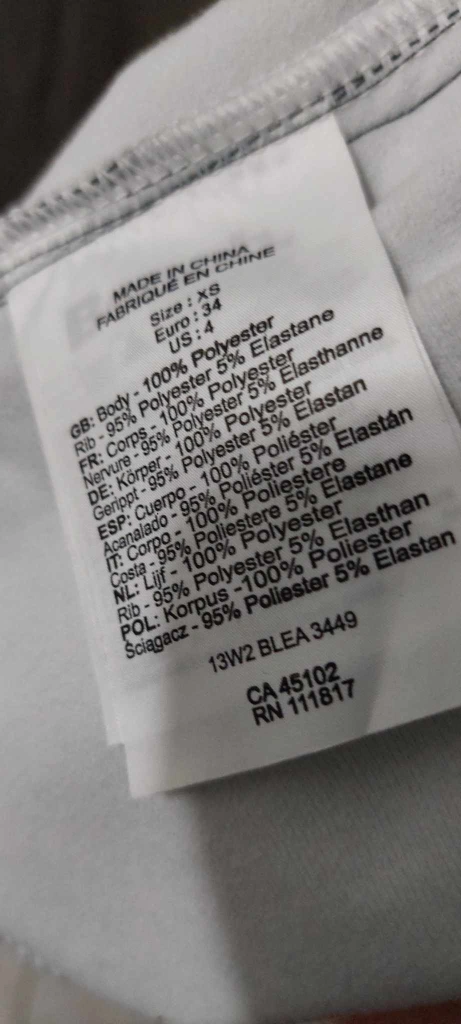 MADE IN CHINA
FABRIQUÉ EN CHINE
Size : XS
Euro : 34
US : 4
GB: Body - 100% Polyester
Rib - 95% Polyester 5% Elastane
FR: Corps - 100% Polyester
Nervure - 95% Polyester 5% Elasthanne
DE: Körper - 100% Polyester
Gerippt - 95% Polyester 5% Elastan
ESP: Cuerpo - 100% Poliéster
Acanalado - 95% Poliéster 5% Elastán
IT: Corpo - 100% Poliestere
Costa - 95% Poliestere 5% Elastane
NL: Lijf - 100% Polyester
Rib - 95% Polyester 5% Elasthan
POL: Korpus -100% Poliester
Ściągacz - 95% Poliester 5% Elastan
13W2 BLEA 3449
CA 45102
RN 111817